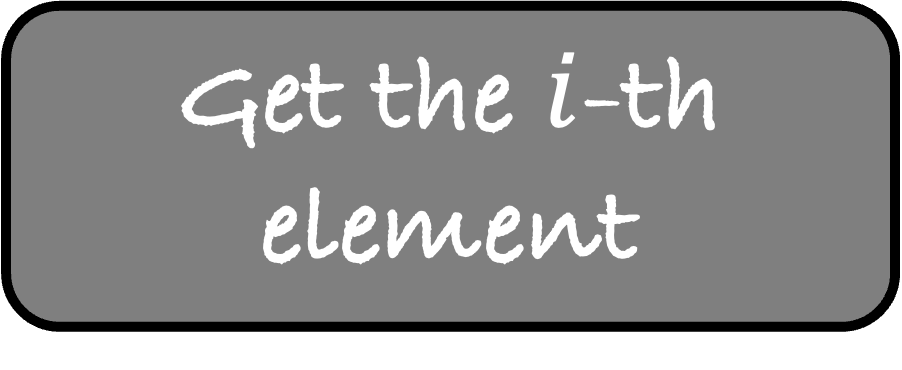 Get the i-th
element